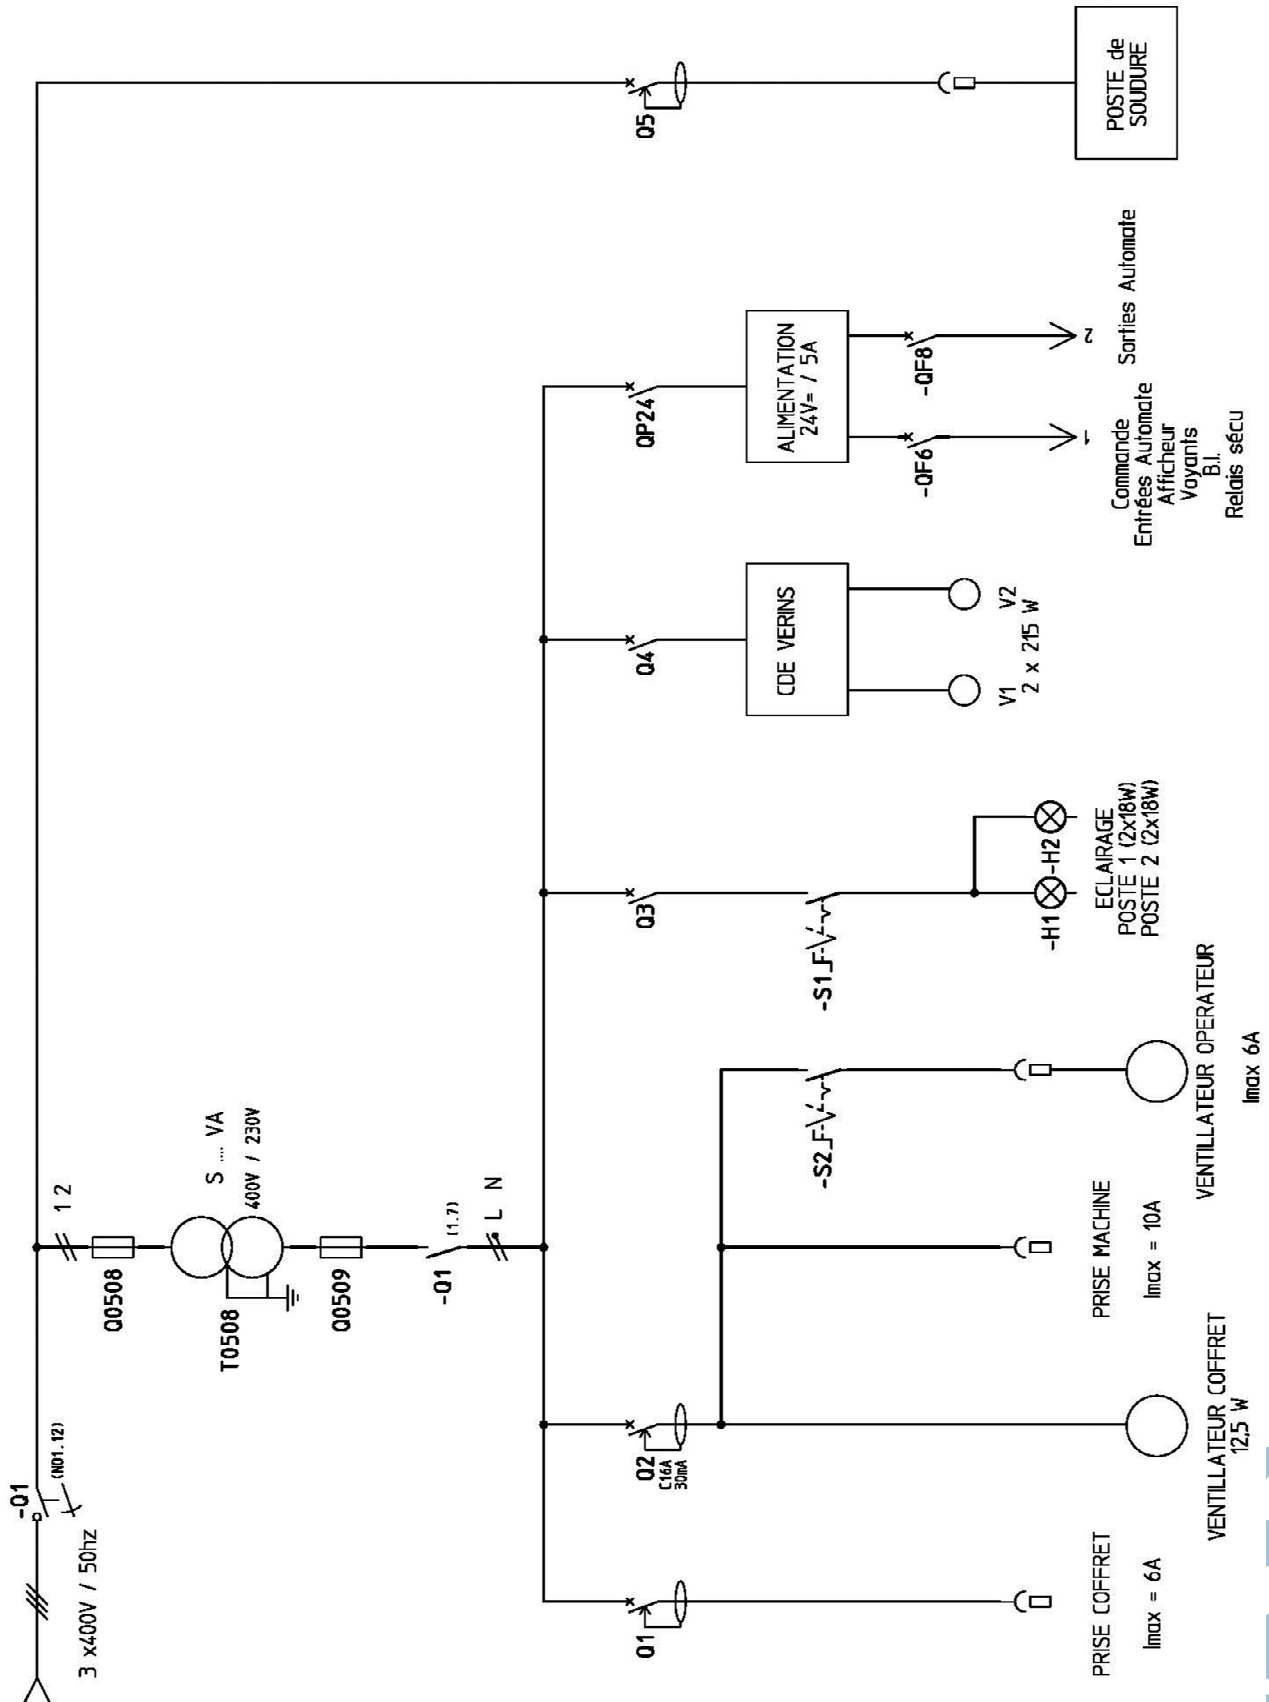 -Q1
(N01.12)
3 x400V / 50hz
1 2
Q0508
S .... VA
400V / 230V
T0508
Q0509
-Q1
(1.7)
L N
Q1
Q2
C16A
30mA
Q3
Q4
QP24
Q5
-S2
-S1
CDE VERINS
ALIMENTATION
24V= / 5A
-QF6
-QF8
-H1
-H2
PRISE COFFRET
Imax = 6A
VENTILLATEUR COFFRET
12,5 W
PRISE MACHINE
Imax = 10A
VENTILLATEUR OPERATEUR
Imax 6A
ECLAIRAGE
POSTE 1 (2x18W)
POSTE 2 (2x18W)
V1
V2
2 x 215 W
1
Commande
Entrées Automate
Afficheur
Voyants
B.I.
Relais sécu
2
Sorties Automate
POSTE de
SOUDURE